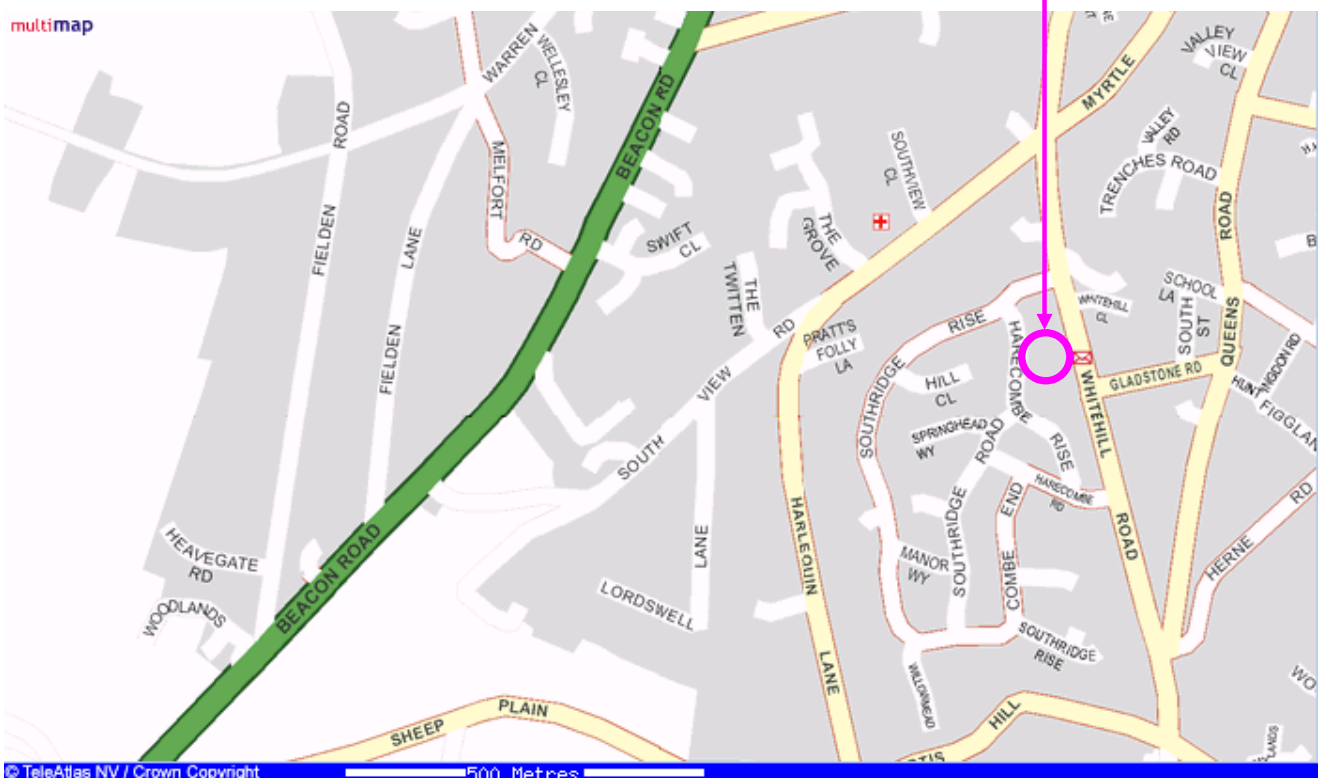 multimap
WARREN
WELLESLEY
CL
BEACON RD
MYRTLE
VALLEY
VIEW
CL
VALLEY
RD
TRENCHES ROAD
FIELDEN ROAD
MELFORT
RD
FIELDEN LANE
SWIFT
CL
THE
TWITTEN
THE
GROVE
SOUTHVIEW
CL
SOUTH VIEW RD
PRATT'S
FOLLY
LA
SOUTHRIDGE RISE
HARECOMBE RISE
WHITEHILL
CL
SCHOOL
LA
SOUTH
ST
QUEENS ROAD
GLADSTONE RD
HUNTINGDON RD
HILL
CL
SPRINGHEAD
WY
SOUTHRIDGE ROAD
HARECOMBE
RD
WHITEHILL ROAD
HARLEQUIN LANE
MANOR
WY
COMBE END
SOUTHRIDGE
RISE
WILLOWMEAD
HERNE RD
HEAVEGATE
RD
WOODLANDS
BEACON ROAD
LORDSWELL LANE
SHEEP PLAIN
HILL
© TeleAtlas NV / Crown Copyright
500 Metres